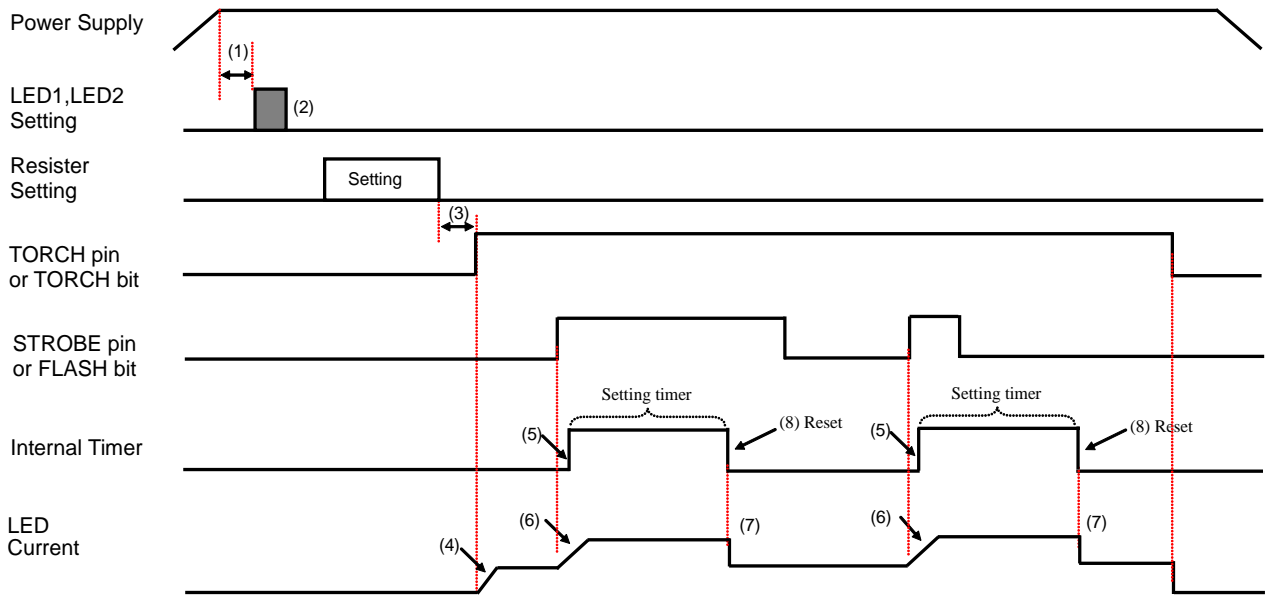 Power Supply
(1)
LED1,LED2
Setting
(2)
Resister
Setting
Setting
(3)
TORCH pin
or TORCH bit
STROBE pin
or FLASH bit
Setting timer
Setting timer
Internal Timer
(5)
(8) Reset
(5)
(8) Reset
LED
Current
(4)
(6)
(7)
(6)
(7)